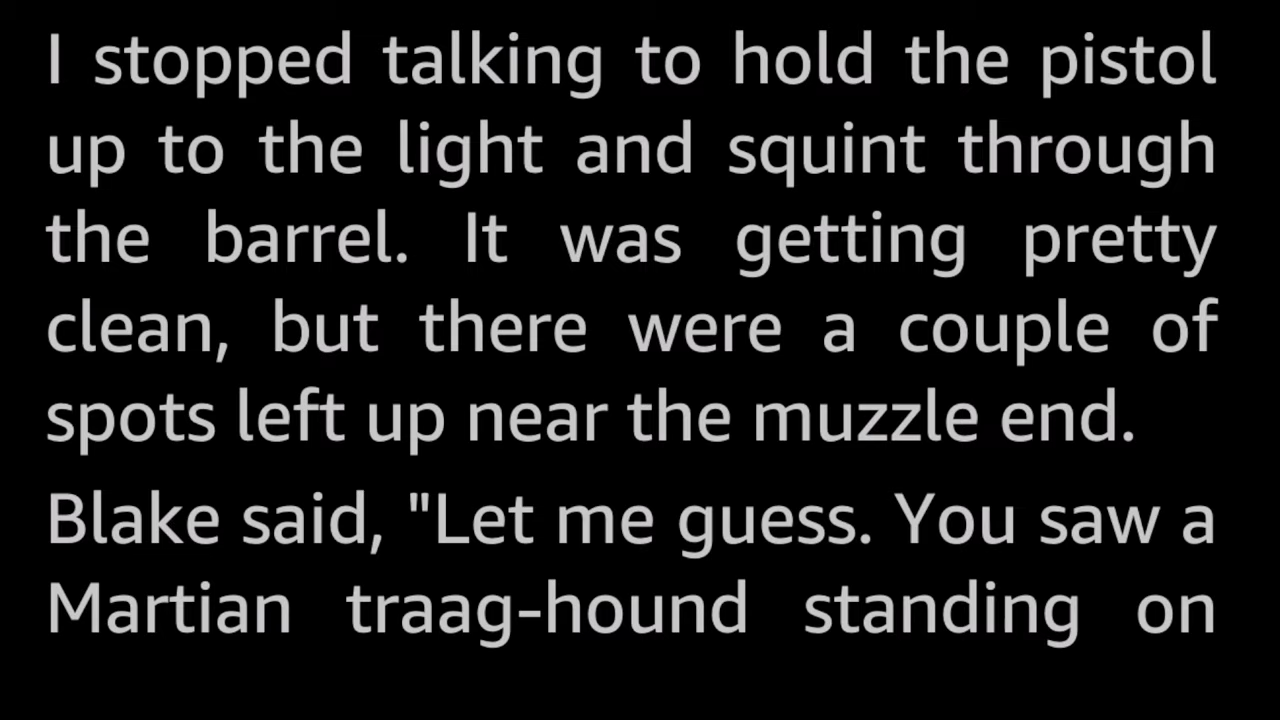 I stopped talking to hold the pistol
up to the light and squint through
the barrel. It was getting pretty
clean, but there were a couple of
spots left up near the muzzle end.
Blake said, "Let me guess. You saw a
Martian traag-hound standing on